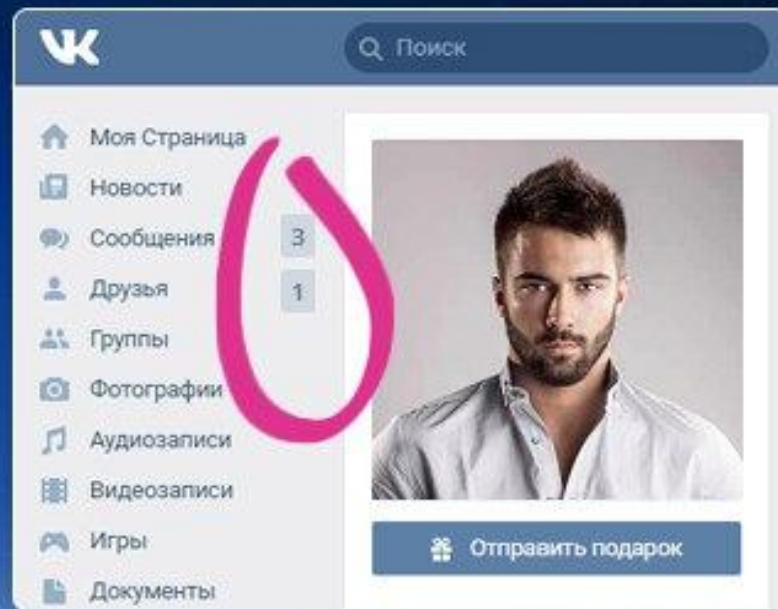 VK
Поиск
Моя Страница
Новости
Сообщения 3
Друзья 1
Группы
Фотографии
Аудиозаписи
Видеозаписи
Игры
Документы
Отправить подарок